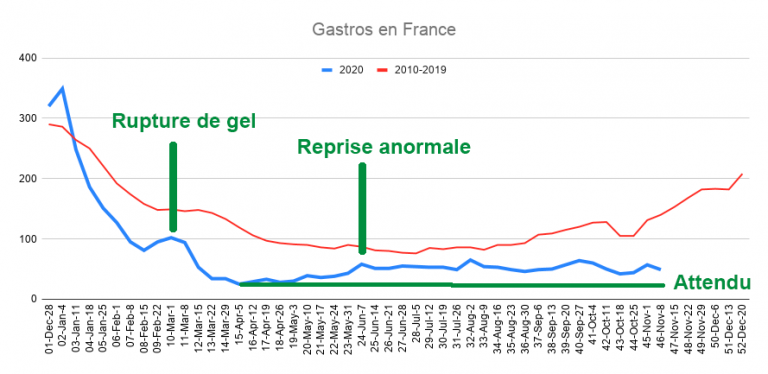 Gastros en France
400
2020
2010-2019
300
Rupture de gel
Reprise anormale
200
100
Attendu
0
01-Dec-28
02-Jan-4
03-Jan-11
04-Jan-18
05-Jan-25
06-Feb-1
07-Feb-8
08-Feb-15
09-Feb-22
10-Mar-1
11-Mar-8
12-Mar-15
13-Mar-22
14-Mar-29
15-Apr-5
16-Apr-12
17-Apr-19
18-Apr-26
19-May-3
20-May-10
21-May-17
22-May-24
23-May-31
24-Jun-7
25-Jun-14
26-Jun-21
27-Jun-28
28-Jul-5
29-Jul-12
30-Jul-19
31-Jul-26
32-Aug-2
33-Aug-9
34-Aug-16
35-Aug-23
36-Aug-30
37-Sep-6
38-Sep-13
39-Sep-20
40-Sep-27
41-Oct-4
42-Oct-11
43-Oct-18
44-Oct-25
45-Nov-1
46-Nov-8
47-Nov-15
48-Nov-22
49-Nov-29
50-Dec-6
51-Dec-13
52-Dec-20